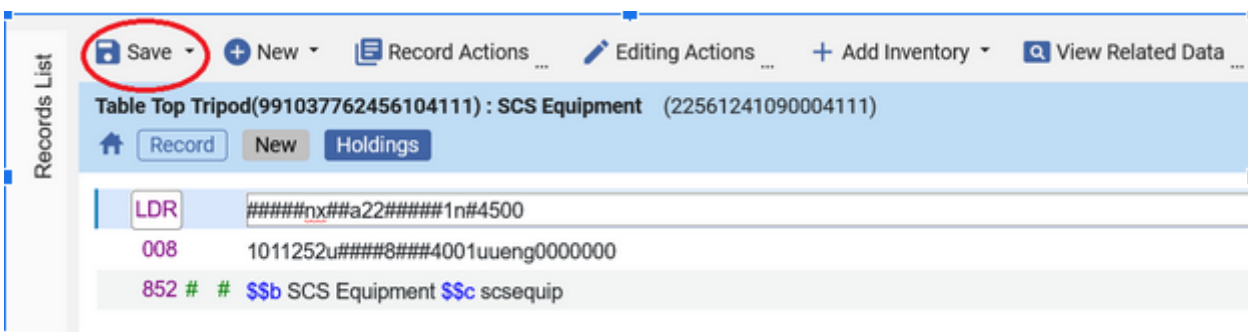 Records List
Save New Record Actions ... Editing Actions ... + Add Inventory View Related Data ...
Table Top Tripod(991037762456104111) : SCS Equipment (22561241090004111)
Record New Holdings
LDR #####nx##a22#####1n#4500
008 1011252u####8###4001uueng0000000
852 # # $$b SCS Equipment $$c scsequip